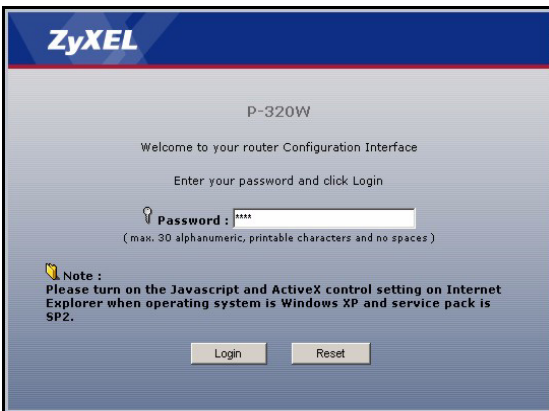 ZyXEL
P-320W
Welcome to your router Configuration Interface
Enter your password and click Login
Password : ****
( max. 30 alphanumeric, printable characters and no spaces )
Note :
Please turn on the Javascript and ActiveX control setting on Internet
Explorer when operating system is Windows XP and service pack is
SP2.
Login Reset